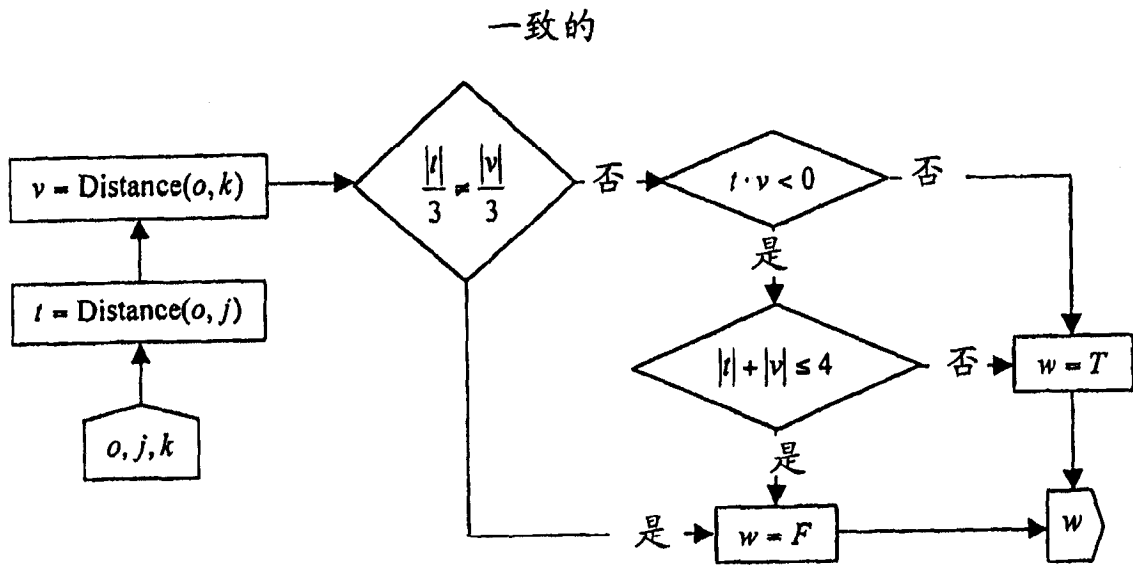 一致的
v = Distance(o, k)
|t|/3 ≠ |v|/3
否
t · v < 0
否
是
t = Distance(o, j)
|t| + |v| ≤ 4
否
w = T
o, j, k
是
是
w = F
w